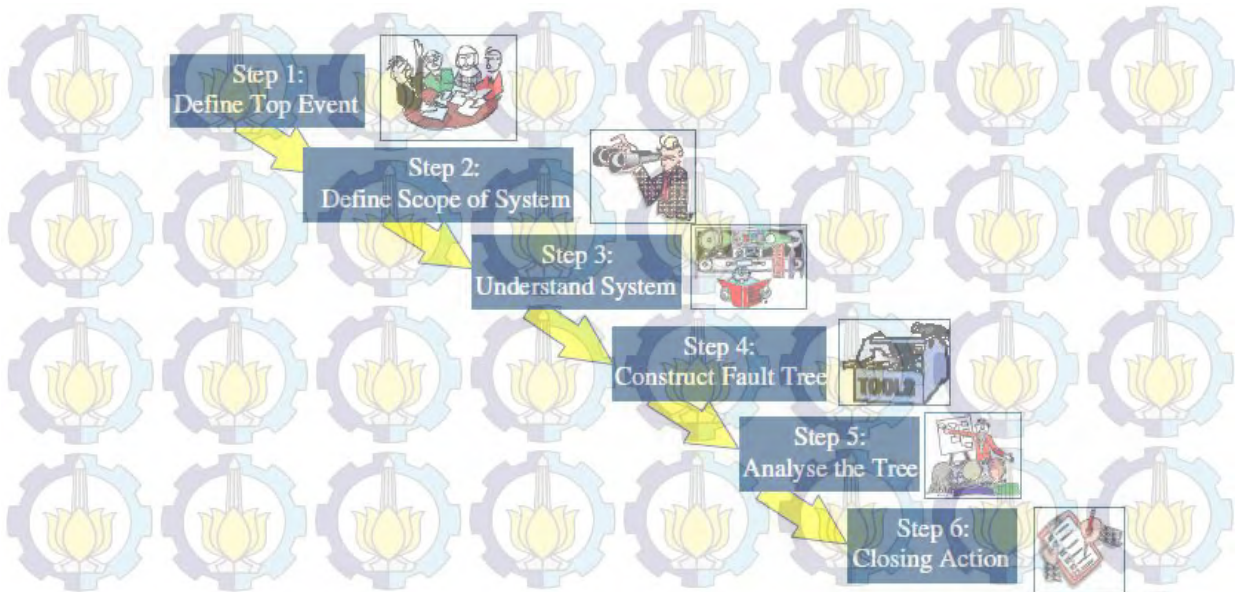 Step 1:
Define Top Event
Step 2:
Define Scope of System
Step 3:
Understand System
Step 4:
Construct Fault Tree
TOOLS
Step 5:
Analyse the Tree
Step 6:
Closing Action